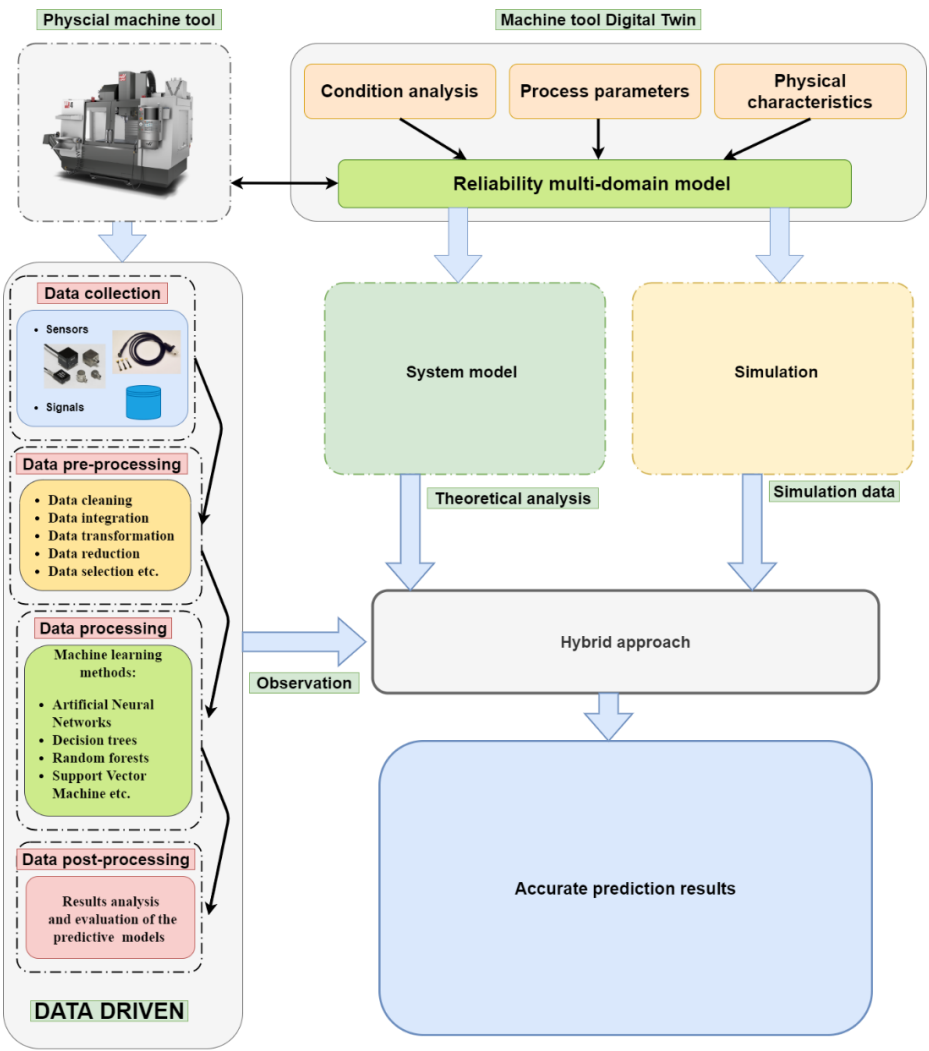 Physcial machine tool
Machine tool Digital Twin
Condition analysis
Process parameters
Physical
characteristics
Reliability multi-domain model
Data collection
• Sensors
• Signals
System model
Simulation
Data pre-processing
• Data cleaning
• Data integration
• Data transformation
• Data reduction
• Data selection etc.
Theoretical analysis
Simulation data
Data processing
Machine learning
methods:
• Artificial Neural
Networks
• Decision trees
• Random forests
• Support Vector
Machine etc.
Observation
Hybrid approach
Data post-processing
Results analysis
and evaluation of the
predictive models
Accurate prediction results
DATA DRIVEN